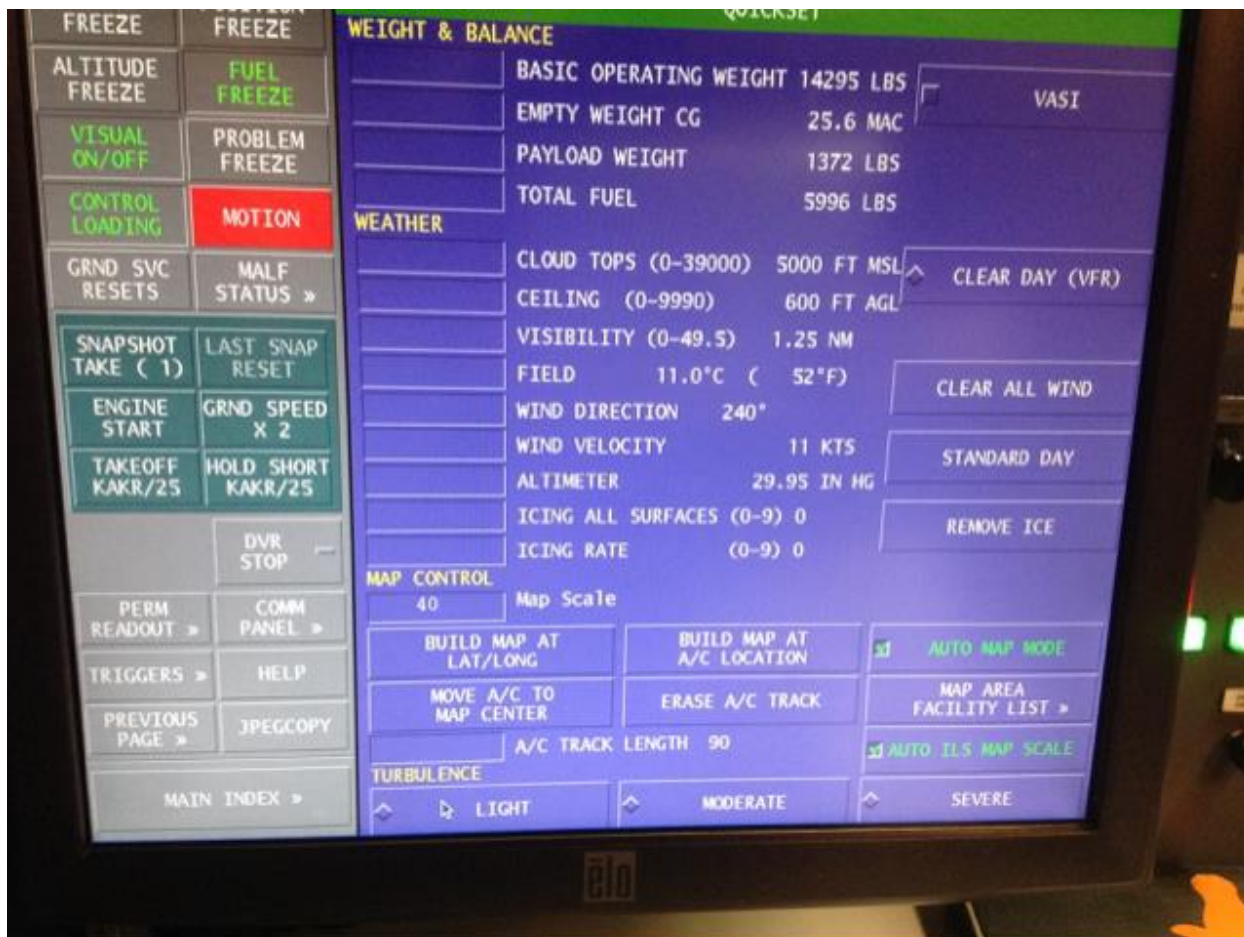 QUICKSET
FREEZE
FREEZE
ALTITUDE
FREEZE
FUEL
FREEZE
VISUAL
ON/OFF
PROBLEM
FREEZE
CONTROL
LOADING
MOTION
GRND SVC
RESETS
MALF
STATUS »
SNAPSHOT
TAKE ( 1)
LAST SNAP
RESET
ENGINE
START
GRND SPEED
X 2
TAKEOFF
KAKR/25
HOLD SHORT
KAKR/25
DVR
STOP
PERM
READOUT »
COMM
PANEL »
TRIGGERS »
HELP
PREVIOUS
PAGE »
JPEGCOPY
MAIN INDEX »
WEIGHT & BALANCE
BASIC OPERATING WEIGHT 14295 LBS
EMPTY WEIGHT CG 25.6 MAC
PAYLOAD WEIGHT 1372 LBS
TOTAL FUEL 5996 LBS
VASI
WEATHER
CLOUD TOPS (0-39000) 5000 FT MSL
CEILING (0-9990) 600 FT AGL
VISIBILITY (0-49.5) 1.25 NM
FIELD 11.0°C ( 52°F)
WIND DIRECTION 240°
WIND VELOCITY 11 KTS
ALTIMETER 29.95 IN HG
ICING ALL SURFACES (0-9) 0
ICING RATE (0-9) 0
CLEAR DAY (VFR)
CLEAR ALL WIND
STANDARD DAY
REMOVE ICE
MAP CONTROL
40 Map Scale
BUILD MAP AT
LAT/LONG
BUILD MAP AT
A/C LOCATION
AUTO MAP MODE
MOVE A/C TO
MAP CENTER
ERASE A/C TRACK
MAP AREA
FACILITY LIST »
A/C TRACK LENGTH 90
AUTO ILS MAP SCALE
TURBULENCE
LIGHT
MODERATE
SEVERE
elo